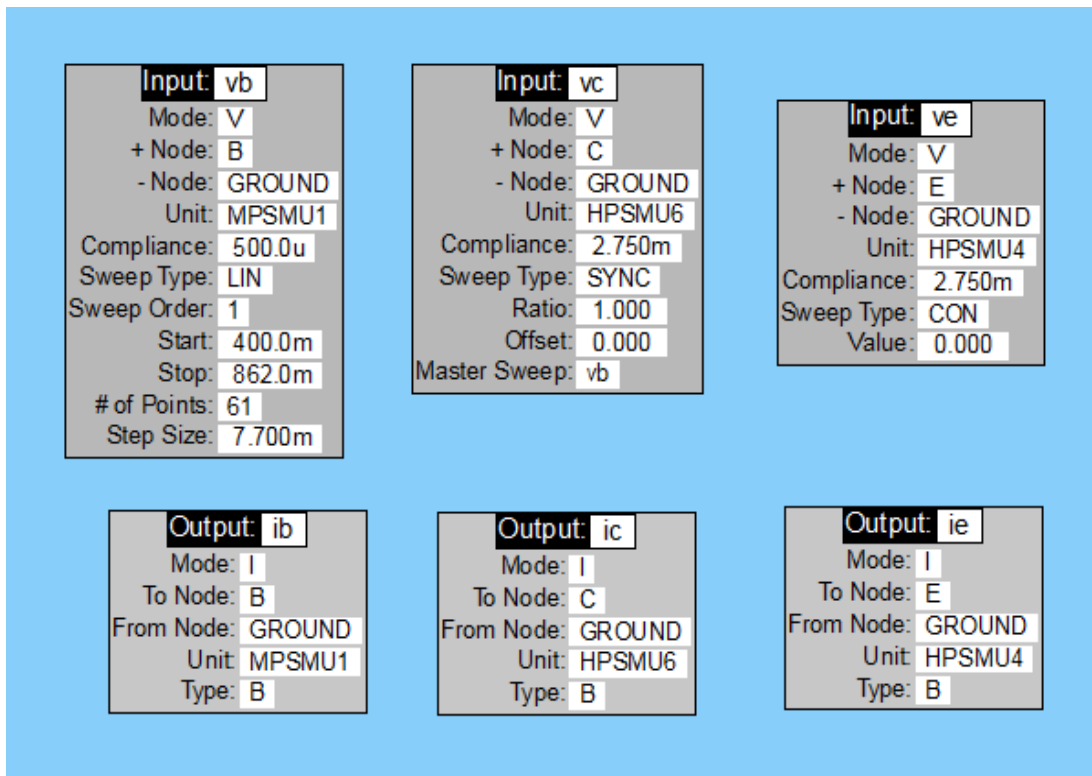 Input: vb
Mode: V
+ Node: B
- Node: GROUND
Unit: MPSMU1
Compliance: 500.0u
Sweep Type: LIN
Sweep Order: 1
Start: 400.0m
Stop: 862.0m
# of Points: 61
Step Size: 7.700m
Input: vc
Mode: V
+ Node: C
- Node: GROUND
Unit: HPSMU6
Compliance: 2.750m
Sweep Type: SYNC
Ratio: 1.000
Offset: 0.000
Master Sweep: vb
Input: ve
Mode: V
+ Node: E
- Node: GROUND
Unit: HPSMU4
Compliance: 2.750m
Sweep Type: CON
Value: 0.000
Output: ib
Mode: I
To Node: B
From Node: GROUND
Unit: MPSMU1
Type: B
Output: ic
Mode: I
To Node: C
From Node: GROUND
Unit: HPSMU6
Type: B
Output: ie
Mode: I
To Node: E
From Node: GROUND
Unit: HPSMU4
Type: B